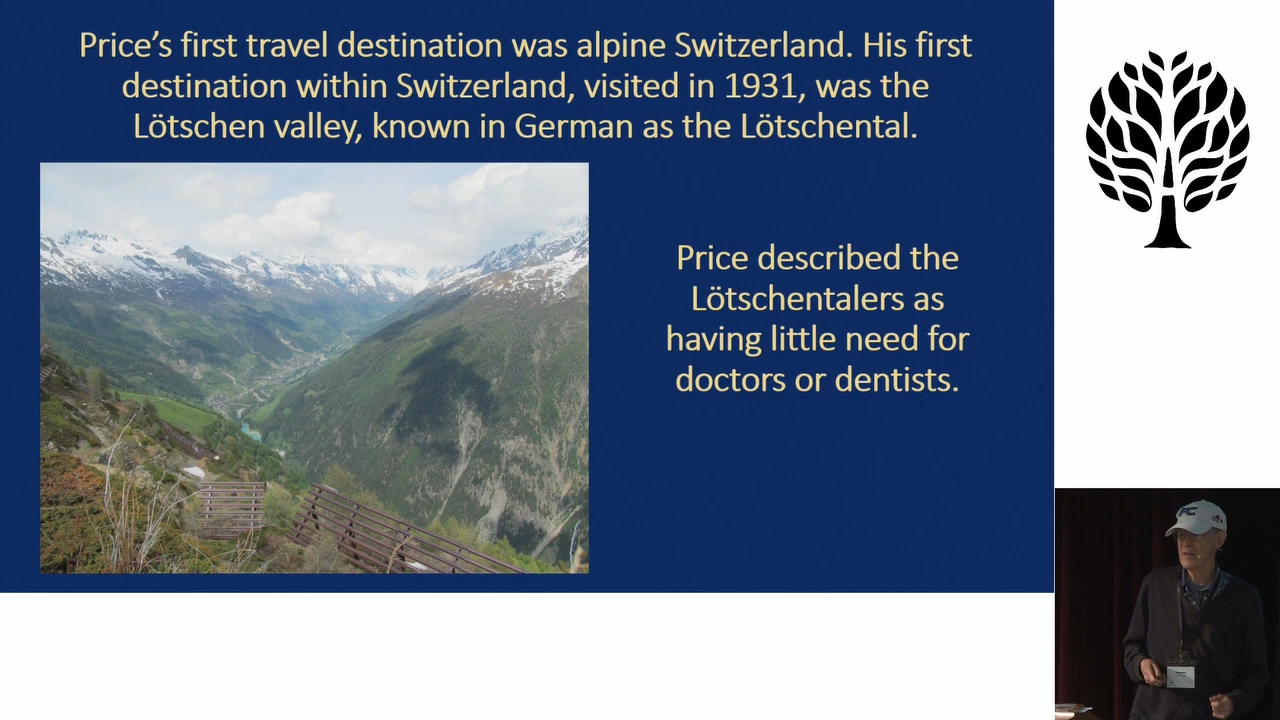 Price’s first travel destination was alpine Switzerland. His first
destination within Switzerland, visited in 1931, was the
Lötschen valley, known in German as the Lötschental.
Price described the
Lötschentalers as
having little need for
doctors or dentists.